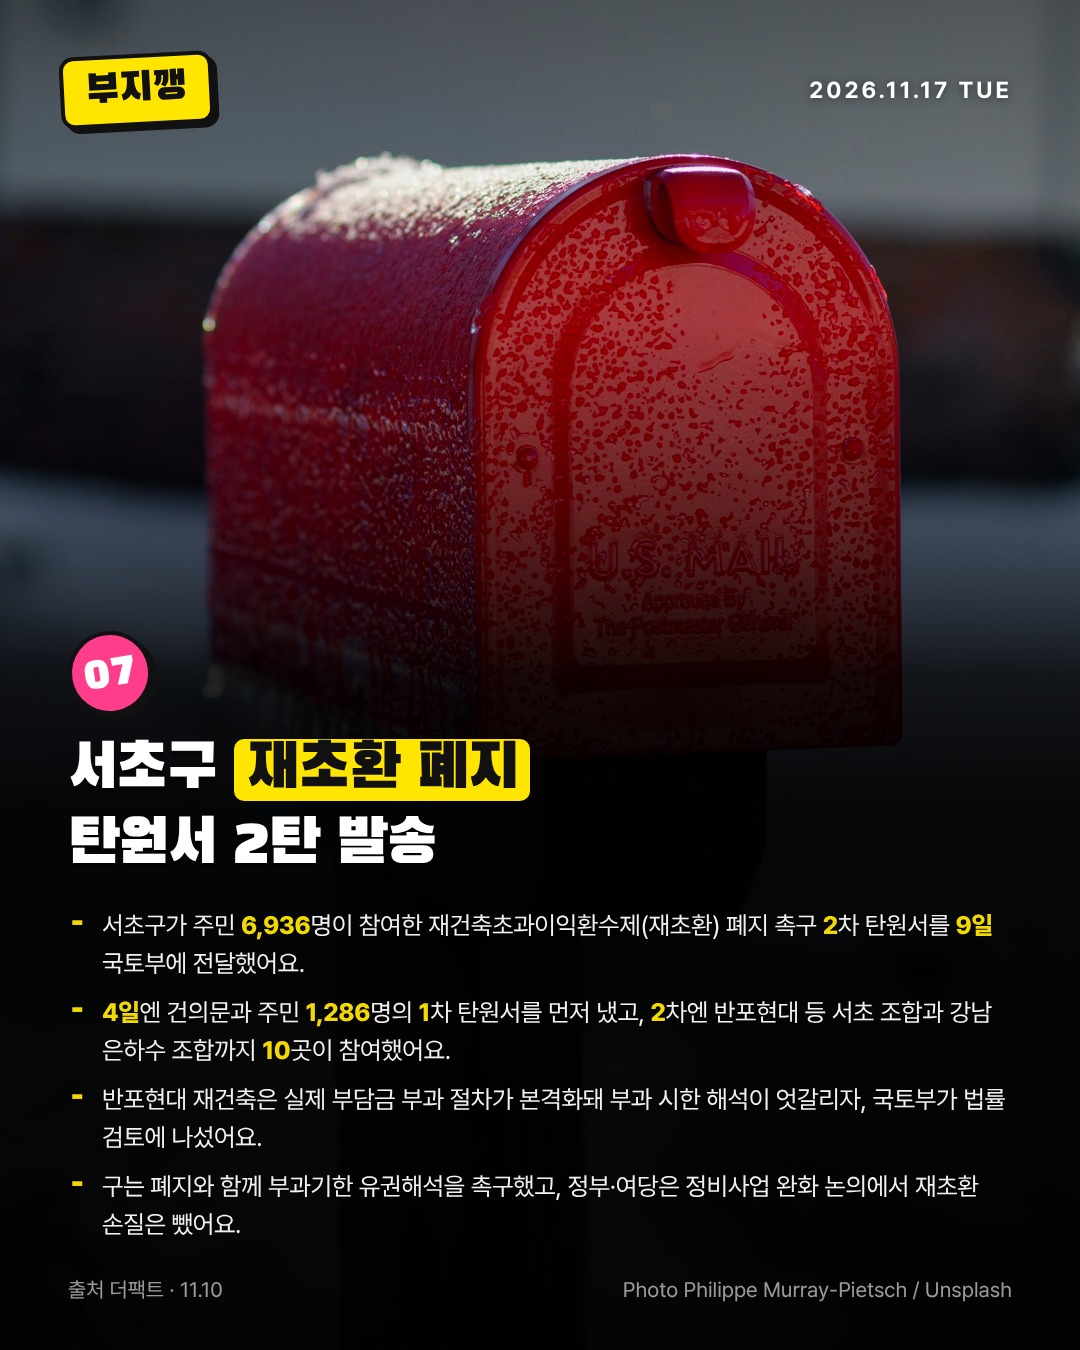 부지깽
2026.11.17 TUE
U.S. MAIL
Approved By
The Postmaster General
07
서초구 재초환 폐지
탄원서 2탄 발송
- 서초구가 주민 6,936명이 참여한 재건축초과이익환수제(재초환) 폐지 촉구 2차 탄원서를 9일
국토부에 전달했어요.
- 4일엔 건의문과 주민 1,286명의 1차 탄원서를 먼저 냈고, 2차엔 반포현대 등 서초 조합과 강남
은하수 조합까지 10곳이 참여했어요.
- 반포현대 재건축은 실제 부담금 부과 절차가 본격화돼 부과 시한 해석이 엇갈리자, 국토부가 법률
검토에 나섰어요.
- 구는 폐지와 함께 부과기한 유권해석을 촉구했고, 정부·여당은 정비사업 완화 논의에서 재초환
손질은 뺐어요.
출처 더팩트 · 11.10
Photo Philippe Murray-Pietsch / Unsplash